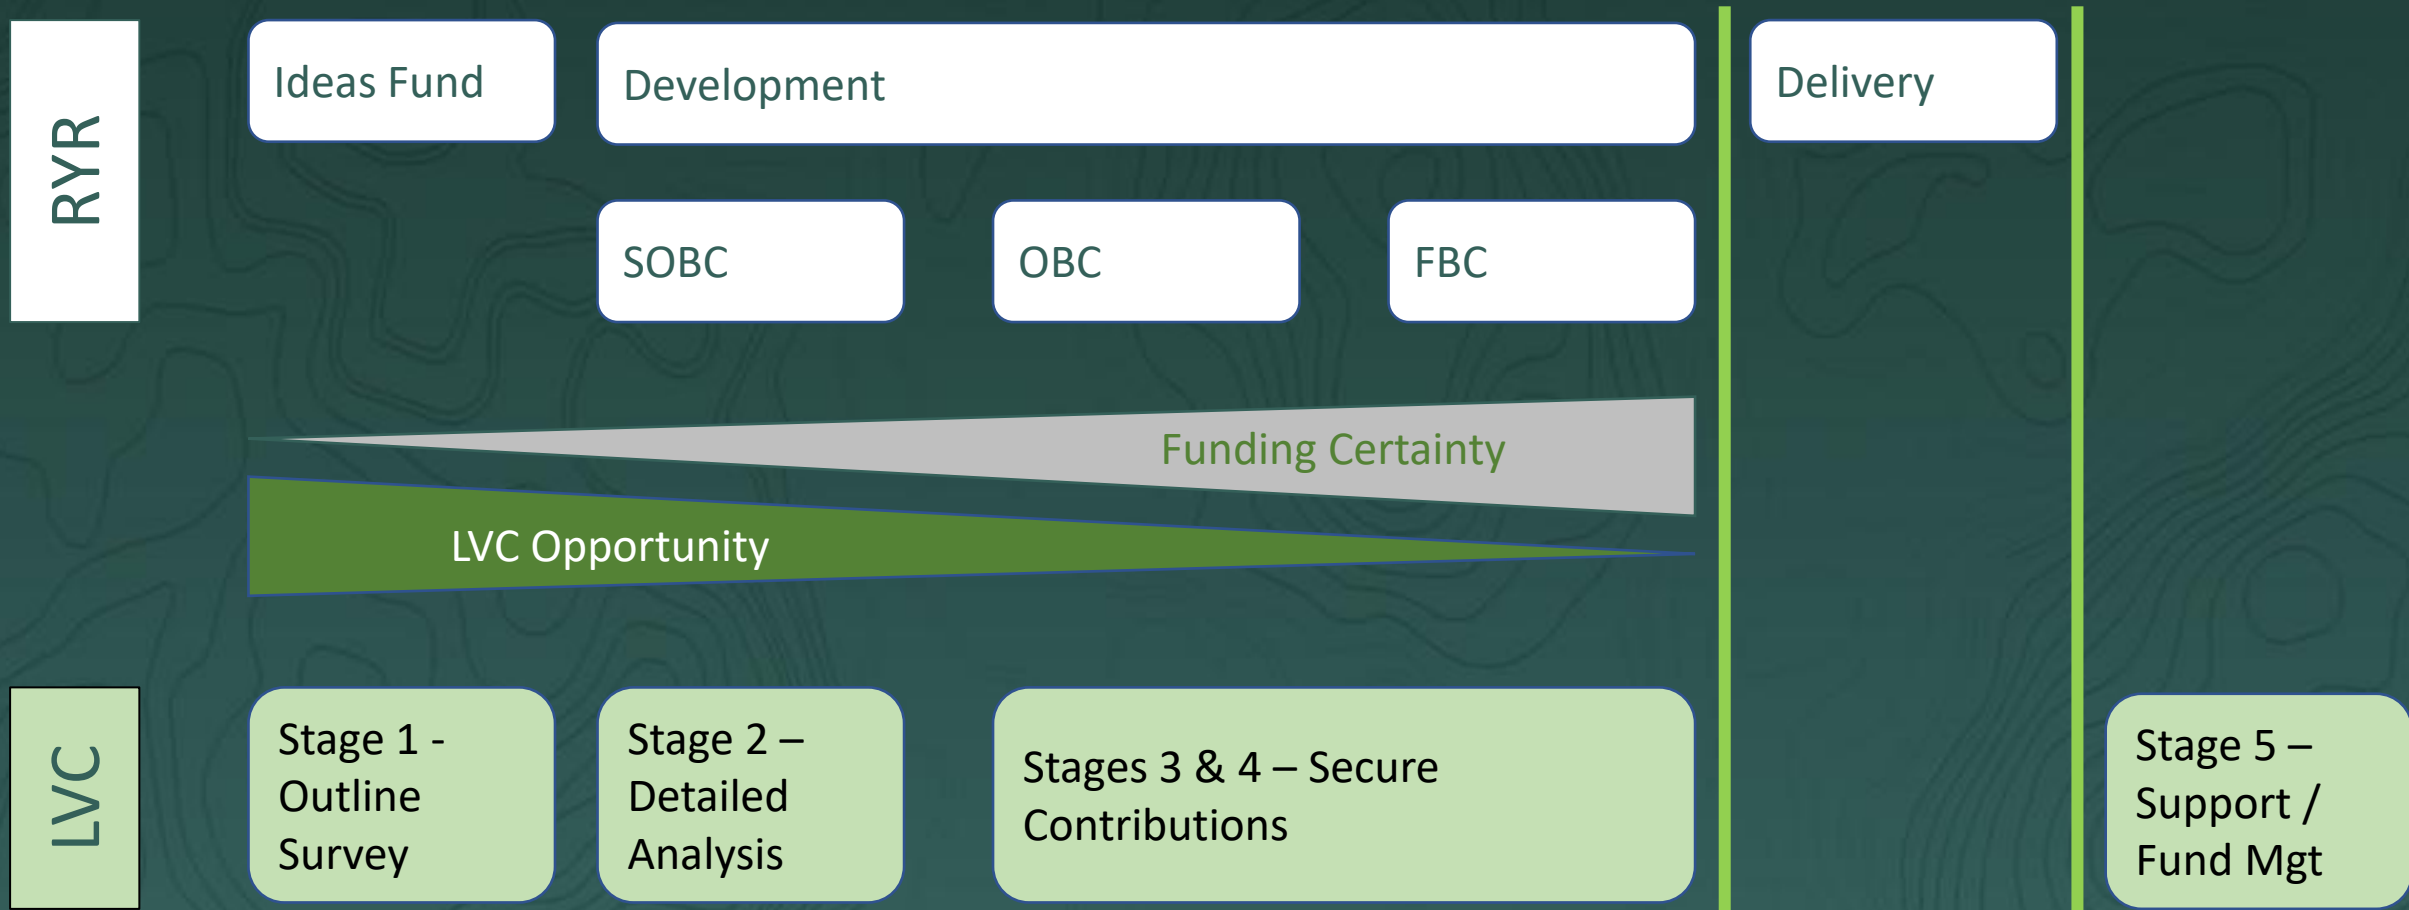 RYR
Ideas Fund
Development
Delivery
SOBC
OBC
FBC
Funding Certainty
LVC Opportunity
LVC
Stage 1 -
Outline
Survey
Stage 2 –
Detailed
Analysis
Stages 3 & 4 – Secure
Contributions
Stage 5 –
Support /
Fund Mgt